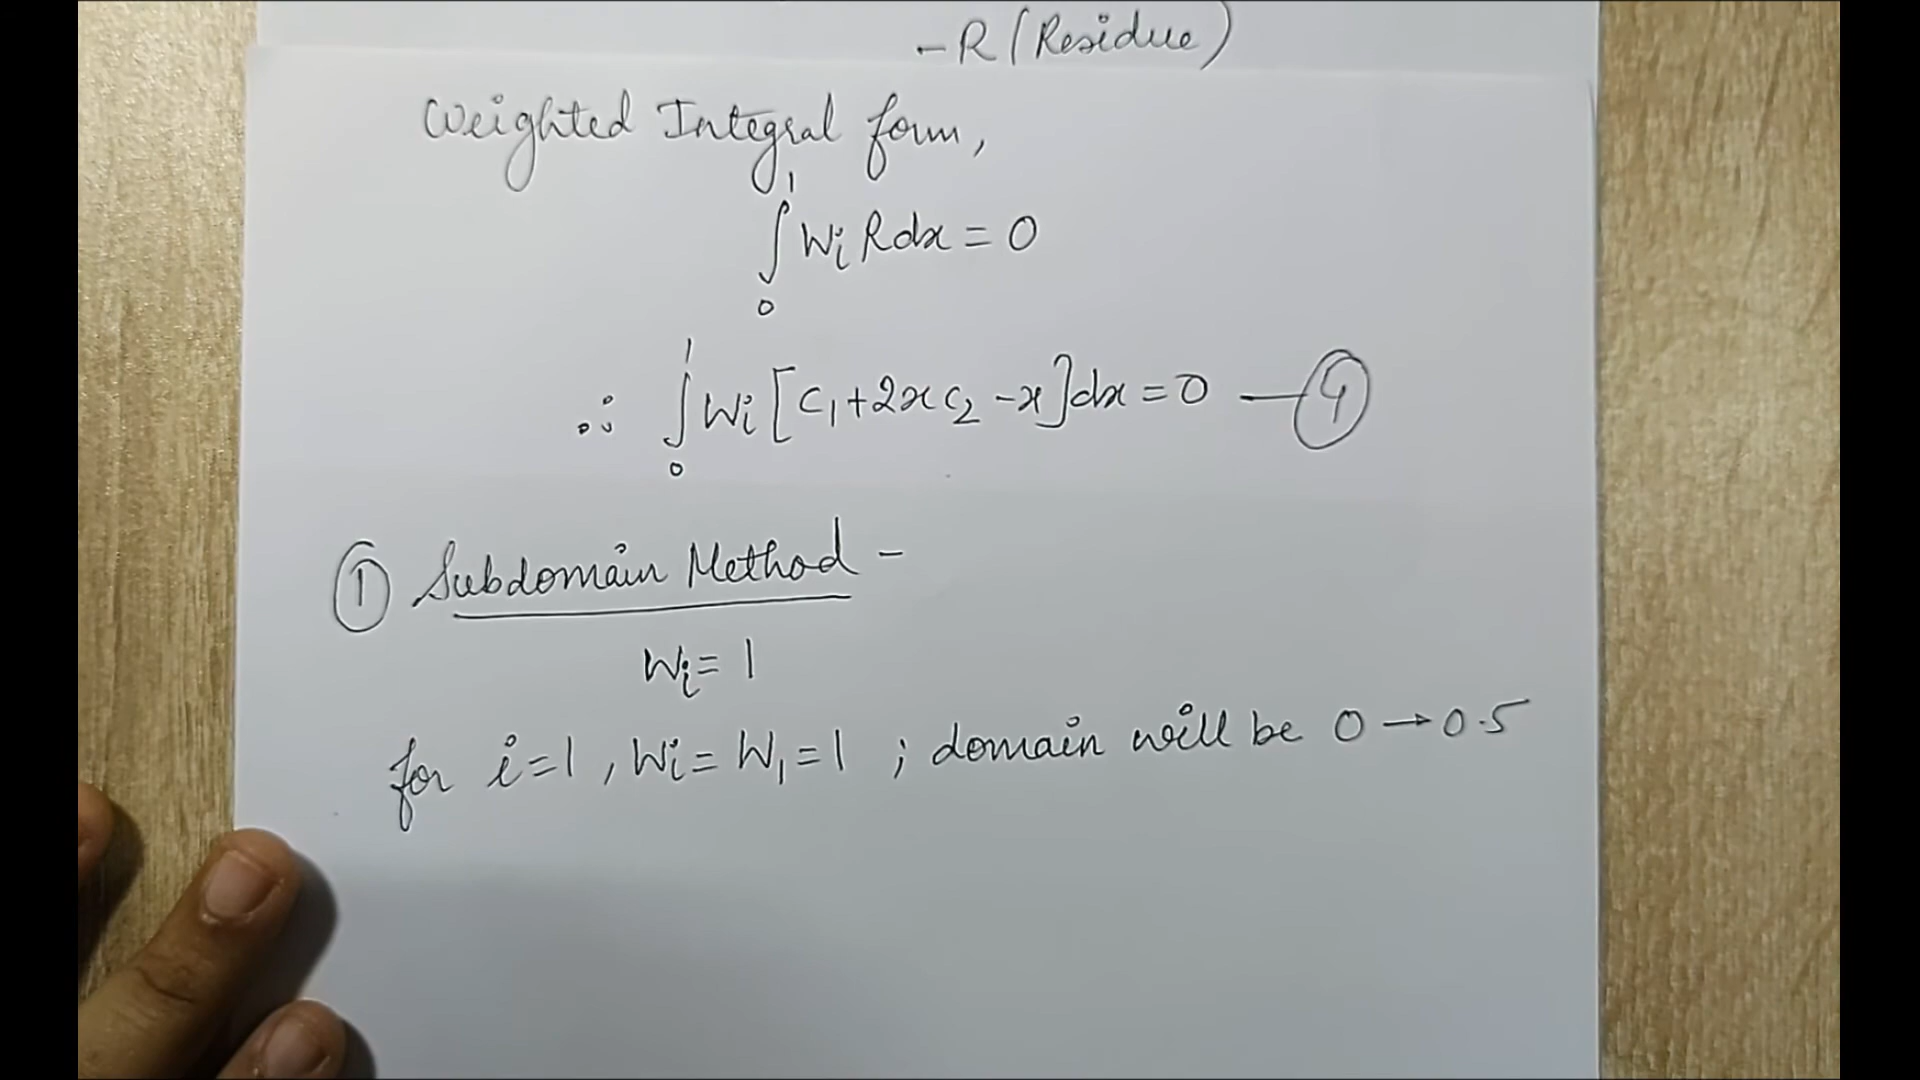 - R (Residue)
Weighted Integral form,
∫₀¹ Wᵢ R dx = 0
∴ ∫₀¹ Wᵢ [C₁ + 2x C₂ - x] dx = 0 — ④
① Subdomain Method -
Wᵢ = 1
for i = 1, Wᵢ = W₁ = 1 ; domain will be 0 → 0.5